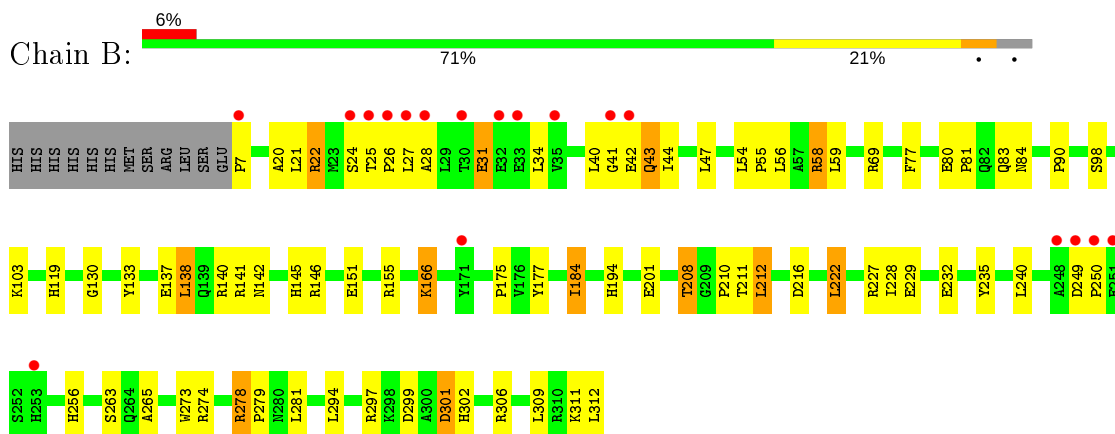 6%
Chain B:
71% 21% • •
HIS HIS HIS HIS HIS HIS MET SER ARG LEU SER GLU P7 A20 L21 R22 M23 S24 T25 P26 L27 A28 L29 T30 E31 E32 E33 L34 V35 L40 G41 E42 Q43 I44 L47 L54 P55 L56 A57 R58 L59 R69 F77 E80 P81 Q82 Q83 N84 P90 S98
K103 H119 G130 Y133 E137 L138 Q139 R140 R141 N142 H145 R146 E151 R155 K166 Y171 P175 V176 Y177 I184 H194 E201 T208 G209 P210 T211 L212 D216 L222 R227 I228 E229 E232 Y235 L240 A248 D249 P250 E251
S252 H253 H256 S263 Q264 A265 W273 R274 R278 P279 N280 L281 L294 R297 K298 D299 A300 D301 H302 R306 L309 R310 K311 L312